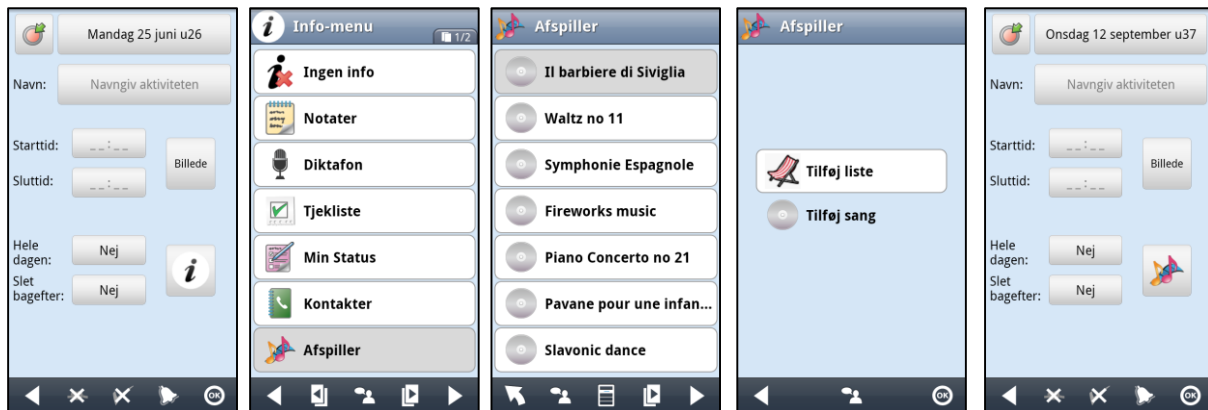 Mandag 25 juni u26
Navn:
Navngiv aktiviteten
Starttid:
__:__
Billede
Sluttid:
__:__
Hele
dagen:
Nej
i
Slet
bagefter:
Nej
OK
i Info-menu
1/2
Ingen info
Notater
Diktafon
Tjekliste
Min Status
Kontakter
Afspiller
Afspiller
Il barbiere di Siviglia
Waltz no 11
Symphonie Espagnole
Fireworks music
Piano Concerto no 21
Pavane pour une infan...
Slavonic dance
Afspiller
Tilføj liste
Tilføj sang
OK
Onsdag 12 september u37
Navn:
Navngiv aktiviteten
Starttid:
__:__
Billede
Sluttid:
__:__
Hele
dagen:
Nej
Slet
bagefter:
Nej
OK